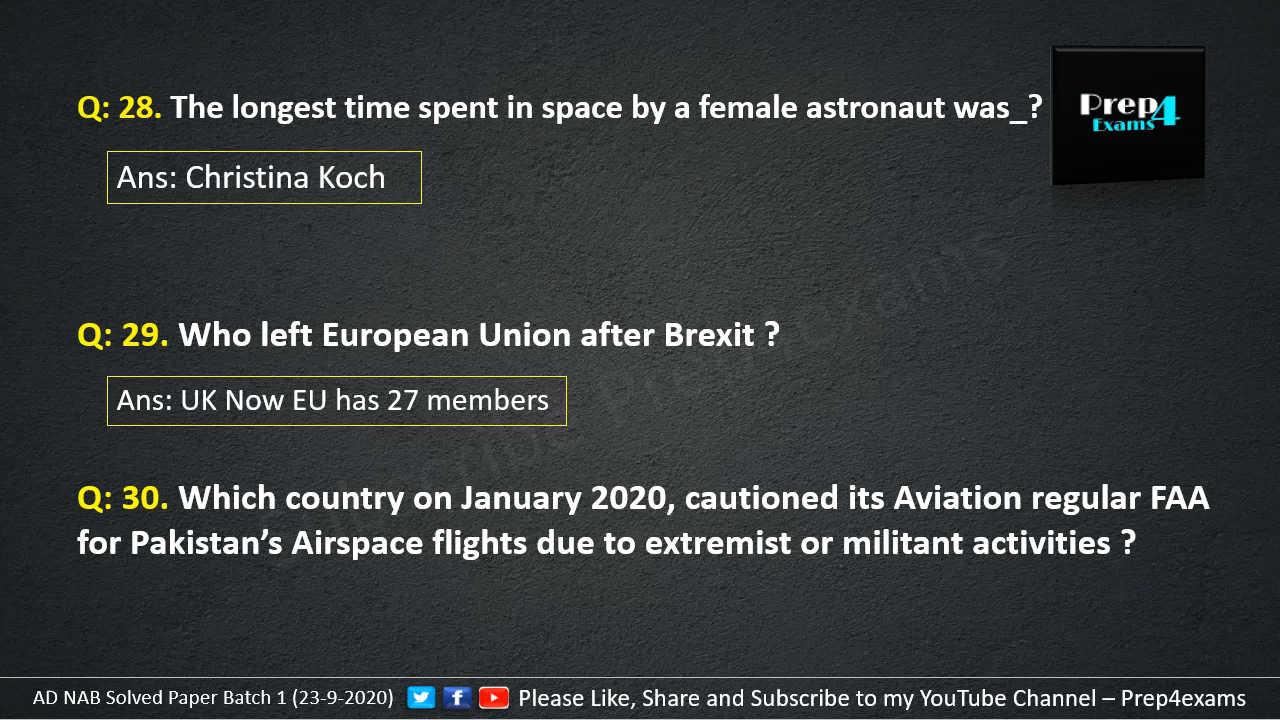 Q: 28. The longest time spent in space by a female astronaut was_?
Prep4
Exams
Ans: Christina Koch
Q: 29. Who left European Union after Brexit ?
Ans: UK Now EU has 27 members
Q: 30. Which country on January 2020, cautioned its Aviation regular FAA
for Pakistan’s Airspace flights due to extremist or militant activities ?
AD NAB Solved Paper Batch 1 (23-9-2020) Please Like, Share and Subscribe to my YouTube Channel – Prep4exams